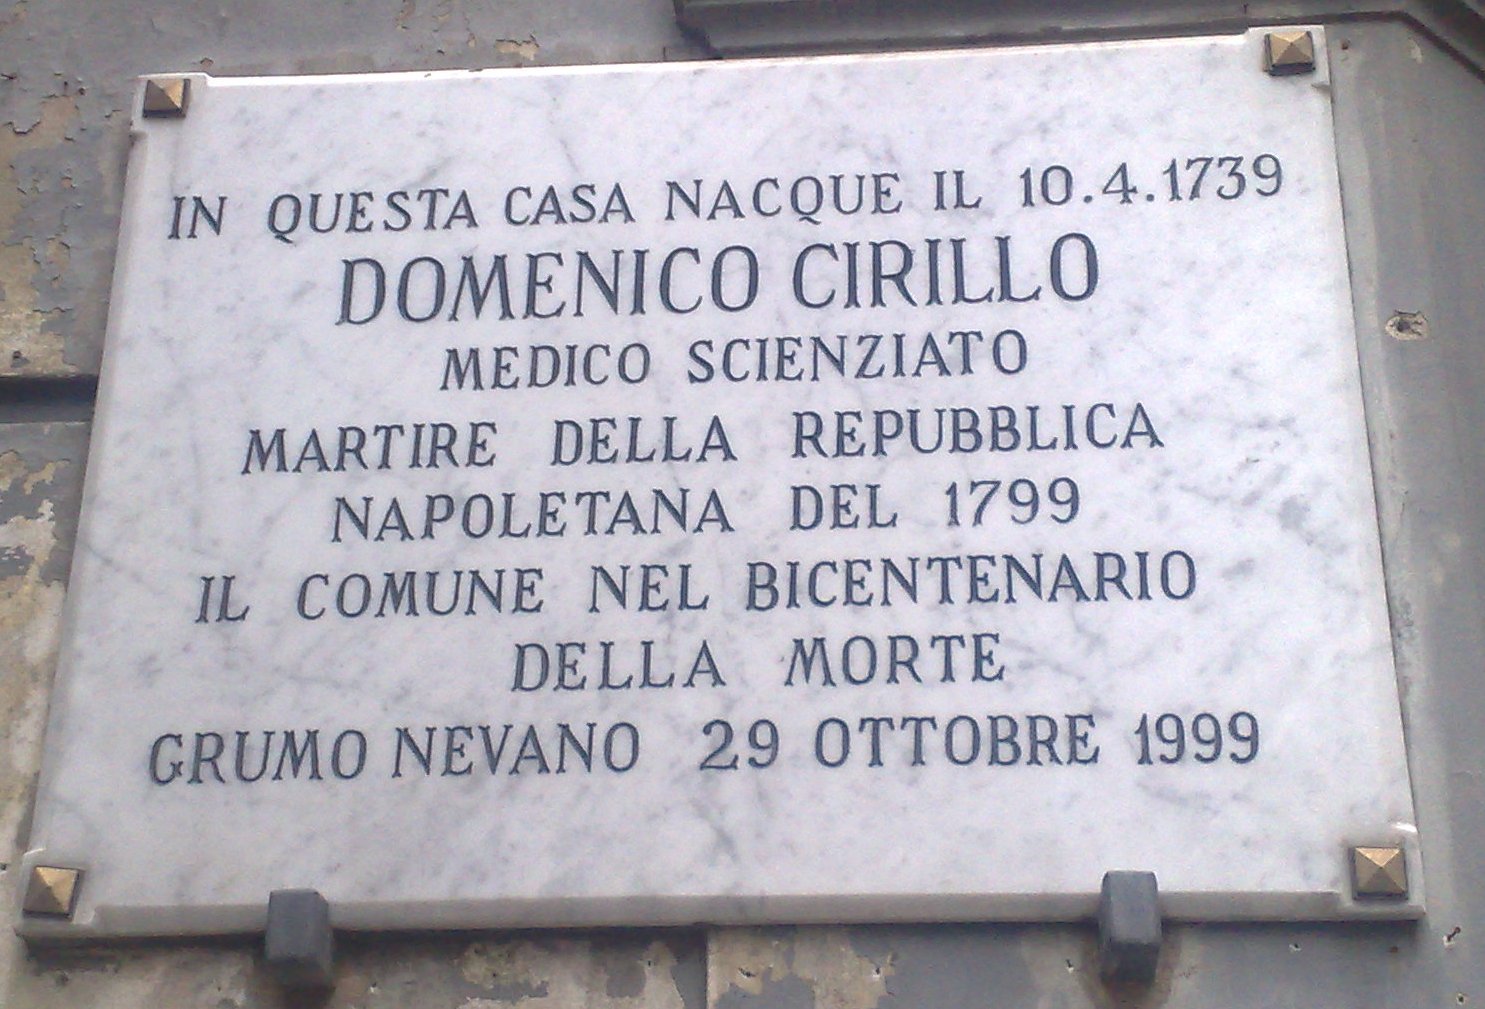 IN QUESTA CASA NACQUE IL 10.4.1739
DOMENICO CIRILLO
MEDICO SCIENZIATO
MARTIRE DELLA REPUBBLICA
NAPOLETANA DEL 1799
IL COMUNE NEL BICENTENARIO
DELLA MORTE
GRUMO NEVANO 29 OTTOBRE 1999